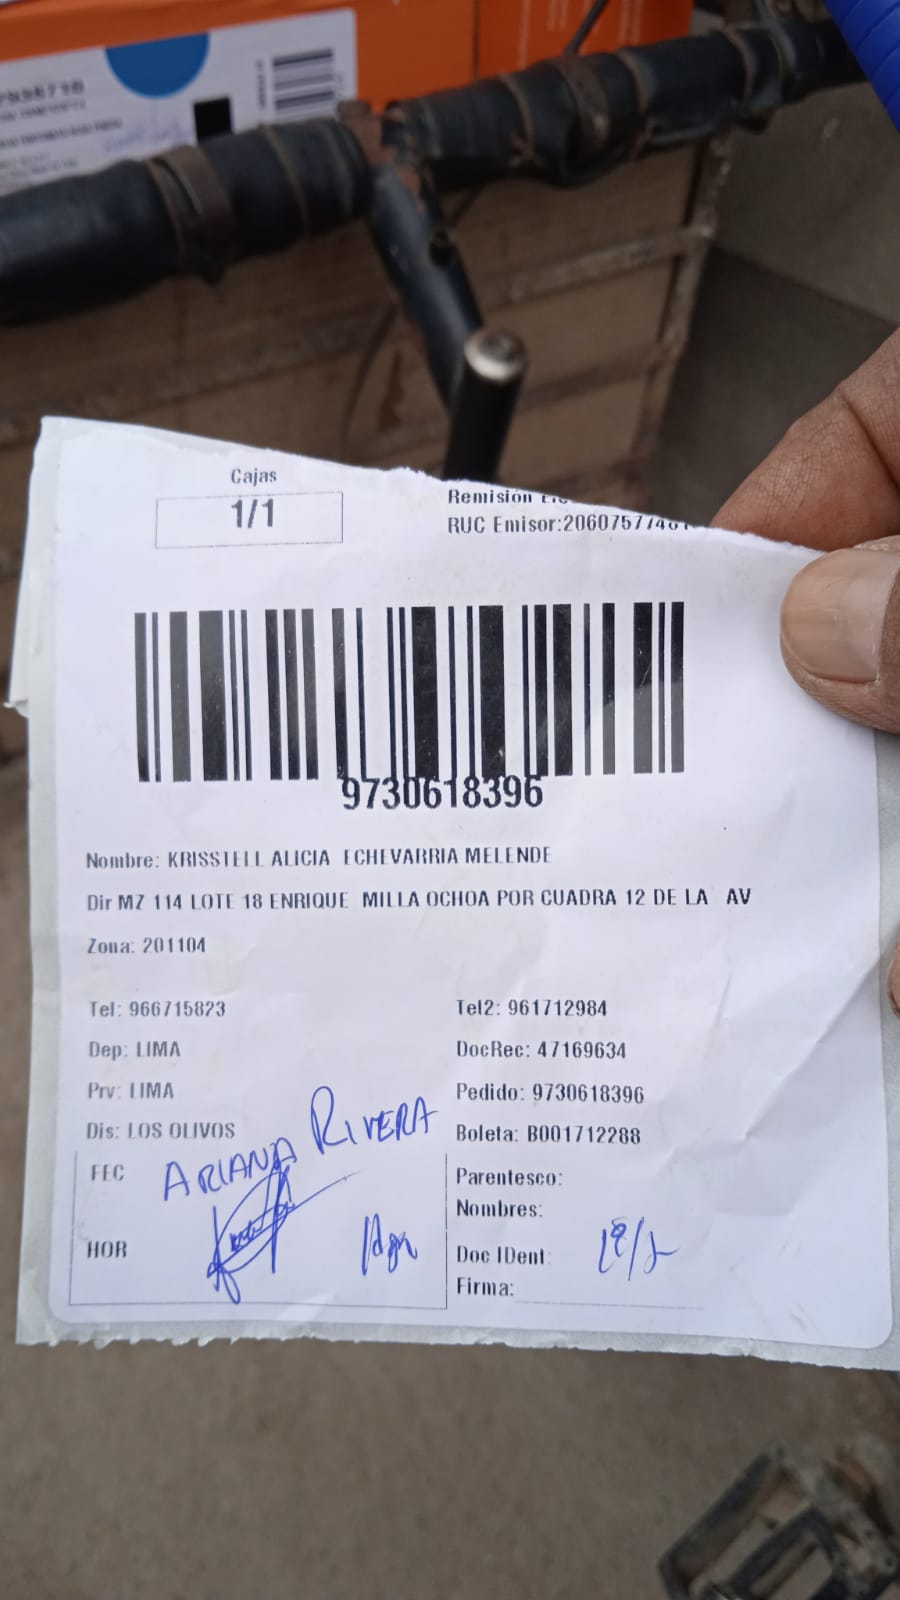 Cajas
1/1
Remisión
RUC Emisor:2060757748
9730618396
Nombre: KRISSTELL ALICIA ECHEVARRIA MELENDE
Dir MZ 114 LOTE 18 ENRIQUE MILLA OCHOA POR CUADRA 12 DE LA AV
Zona: 201104
Tel: 966715823
Tel2: 961712984
Dep: LIMA
DocRec: 47169634
Prv: LIMA
Pedido: 9730618396
Dis: LOS OLIVOS
Boleta: B001712288
FEC
ARIANA RIVERA
Parentesco:
Nombres:
HOR
Doc IDent
Firma: